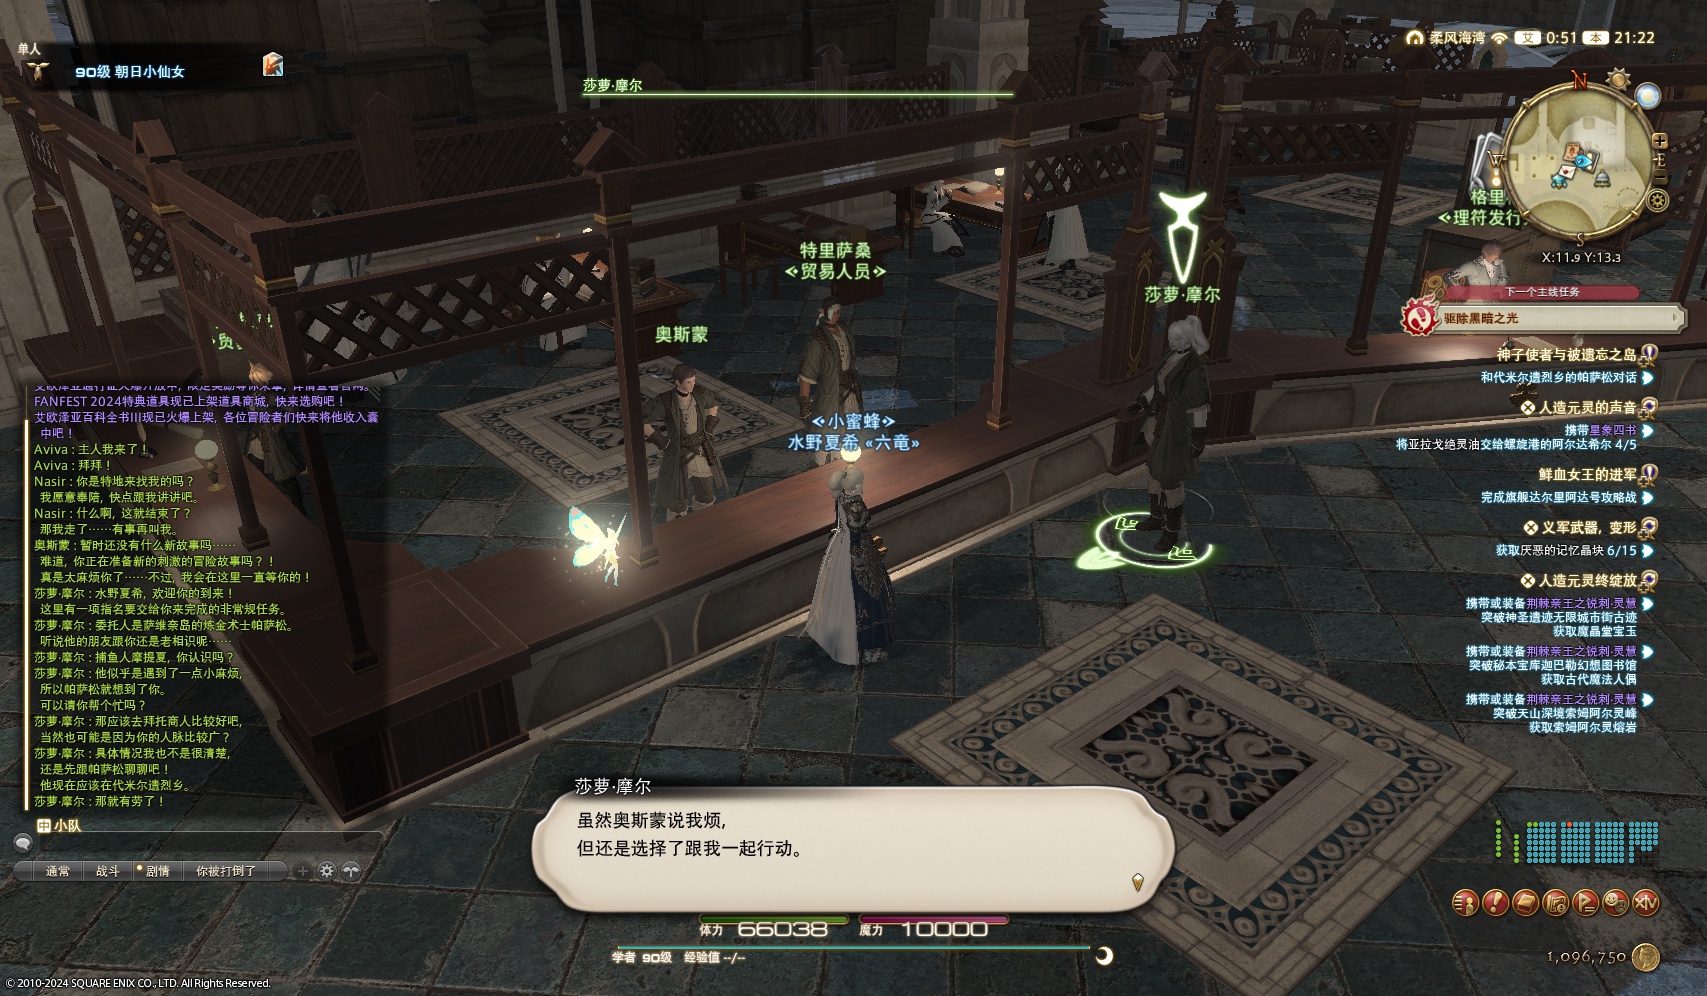 单人
90级 朝日小仙女
莎萝·摩尔
柔风海湾 艾 0:51 本 21:22
N
W
E
S
X:11.9 Y:13.3
特里萨桑
<贸易人员>
奥斯蒙
莎萝·摩尔
<小蜜蜂>
水野夏希 «六竜»
下一个主线任务
驱除黑暗之光
神子使者与被遗忘之岛
和代米尔遗烈乡的帕萨松对话
人造元灵的声音
携带星象四书
将亚拉戈绝灵油交给螺旋港的阿尔达希尔 4/5
鲜血女王的进军
完成旗舰达尔里阿达号攻略战
义军武器，变形
获取厌恶的记忆晶块 6/15
人造元灵终绽放
携带或装备荆棘亲王之锐刺·灵慧
突破神圣遗迹无限城市街古迹
获取魔晶堂宝玉
携带或装备荆棘亲王之锐刺·灵慧
突破秘本宝库迦巴勒幻想图书馆
获取古代魔法人偶
携带或装备荆棘亲王之锐刺·灵慧
突破天山深境索姆阿尔灵峰
获取索姆阿尔灵熔岩
FANFEST 2024特典道具现已上架道具商城, 快来选购吧！
艾欧泽亚百科全书III现已火爆上架, 各位冒险者们快来将他收入囊
中吧！
Aviva : 主人我来了！
Aviva : 拜拜！
Nasir : 你是特地来找我的吗？
我愿意奉陪, 快点跟我讲讲吧。
Nasir : 什么啊, 这就结束了？
那我走了……有事再叫我。
奥斯蒙 : 暂时还没有什么新故事吗……
难道, 你正在准备新的刺激的冒险故事吗？！
真是太麻烦你了……不过, 我会在这里一直等你的！
莎萝·摩尔 : 水野夏希, 欢迎你的到来！
这里有一项指名要交给你来完成的非常规任务。
莎萝·摩尔 : 委托人是萨维奈岛的炼金术士帕萨松。
听说他的朋友跟你还是老相识呢……
莎萝·摩尔 : 捕鱼人摩提夏, 你认识吗？
莎萝·摩尔 : 他似乎是遇到了一点小麻烦,
所以帕萨松就想到了你。
可以请你帮个忙吗？
莎萝·摩尔 : 那应该去拜托商人比较好吧,
当然也可能是因为你的人脉比较广？
莎萝·摩尔 : 具体情况我也不是很清楚,
还是先跟帕萨松聊聊吧！
他现在应该在代米尔遗烈乡。
莎萝·摩尔 : 那就有劳了！
小队
通常 战斗 剧情 你被打倒了
莎萝·摩尔
虽然奥斯蒙说我烦,
但还是选择了跟我一起行动。
体力 66038 魔力 10000
学者 90级 经验值 --/--
1,096,750
© 2010-2024 SQUARE ENIX CO., LTD. All Rights Reserved.